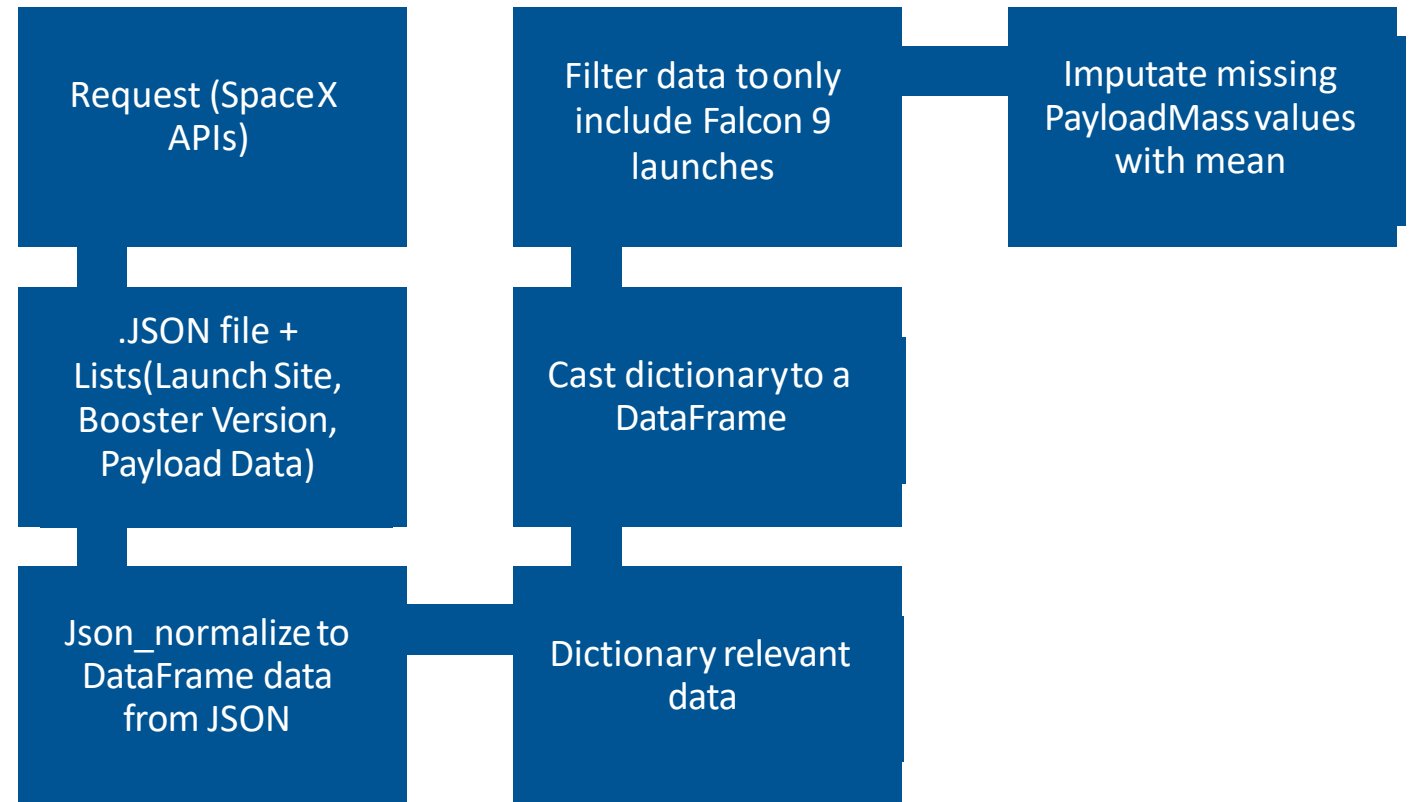 Request (SpaceX
APIs)
.JSON file +
Lists(Launch Site,
Booster Version,
Payload Data)
Json_normalize to
DataFrame data
from JSON
Dictionary relevant
data
Cast dictionary to a
DataFrame
Filter data to only
include Falcon 9
launches
Imputate missing
PayloadMass values
with mean